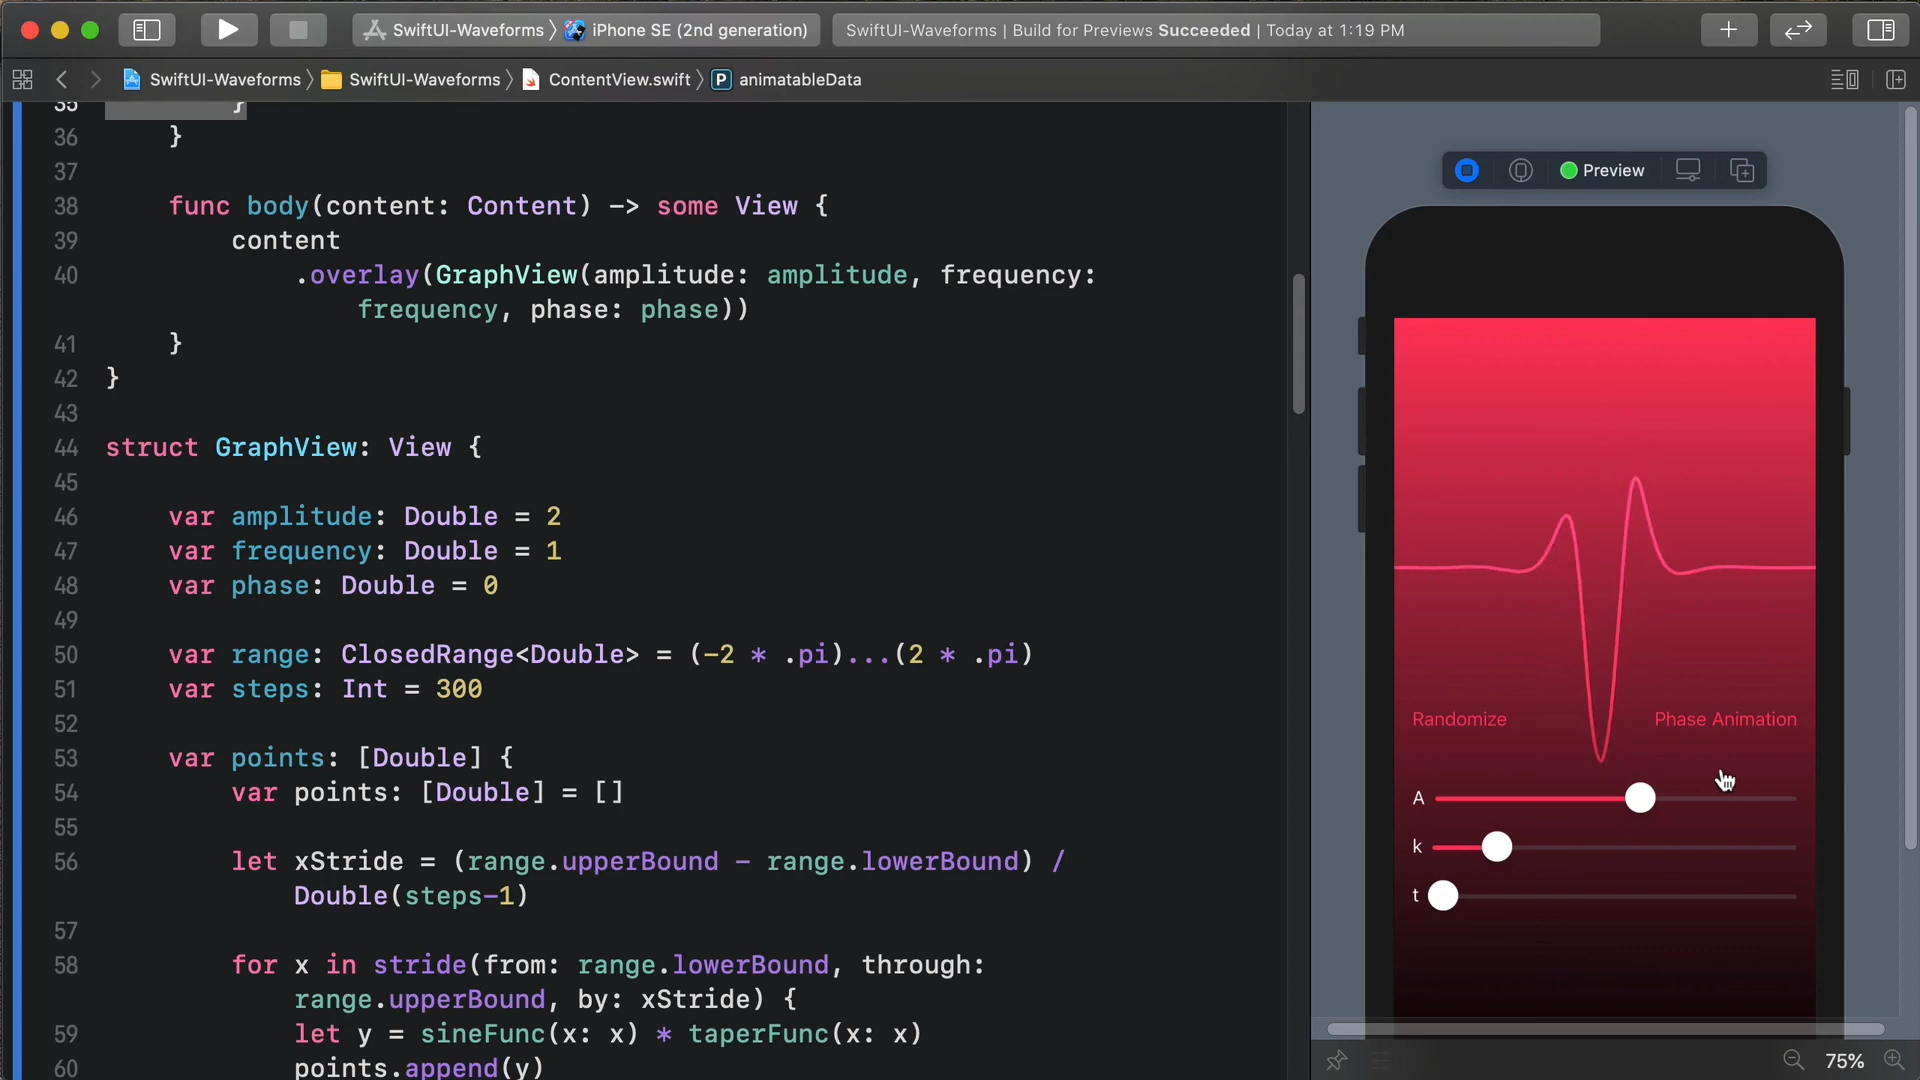 SwiftUI-Waveforms 〉 iPhone SE (2nd generation)
SwiftUI-Waveforms | Build for Previews Succeeded | Today at 1:19 PM
SwiftUI-Waveforms 〉 SwiftUI-Waveforms 〉 ContentView.swift 〉 P animatableData
35 }
36 }
37
38 func body(content: Content) -> some View {
39 content
40 .overlay(GraphView(amplitude: amplitude, frequency:
frequency, phase: phase))
41 }
42 }
43
44 struct GraphView: View {
45
46 var amplitude: Double = 2
47 var frequency: Double = 1
48 var phase: Double = 0
49
50 var range: ClosedRange<Double> = (-2 * .pi)...(2 * .pi)
51 var steps: Int = 300
52
53 var points: [Double] {
54 var points: [Double] = []
55
56 let xStride = (range.upperBound - range.lowerBound) /
Double(steps-1)
57
58 for x in stride(from: range.lowerBound, through:
range.upperBound, by: xStride) {
59 let y = sineFunc(x: x) * taperFunc(x: x)
60 points.append(y)
Preview
Randomize
Phase Animation
A
k
t
75%